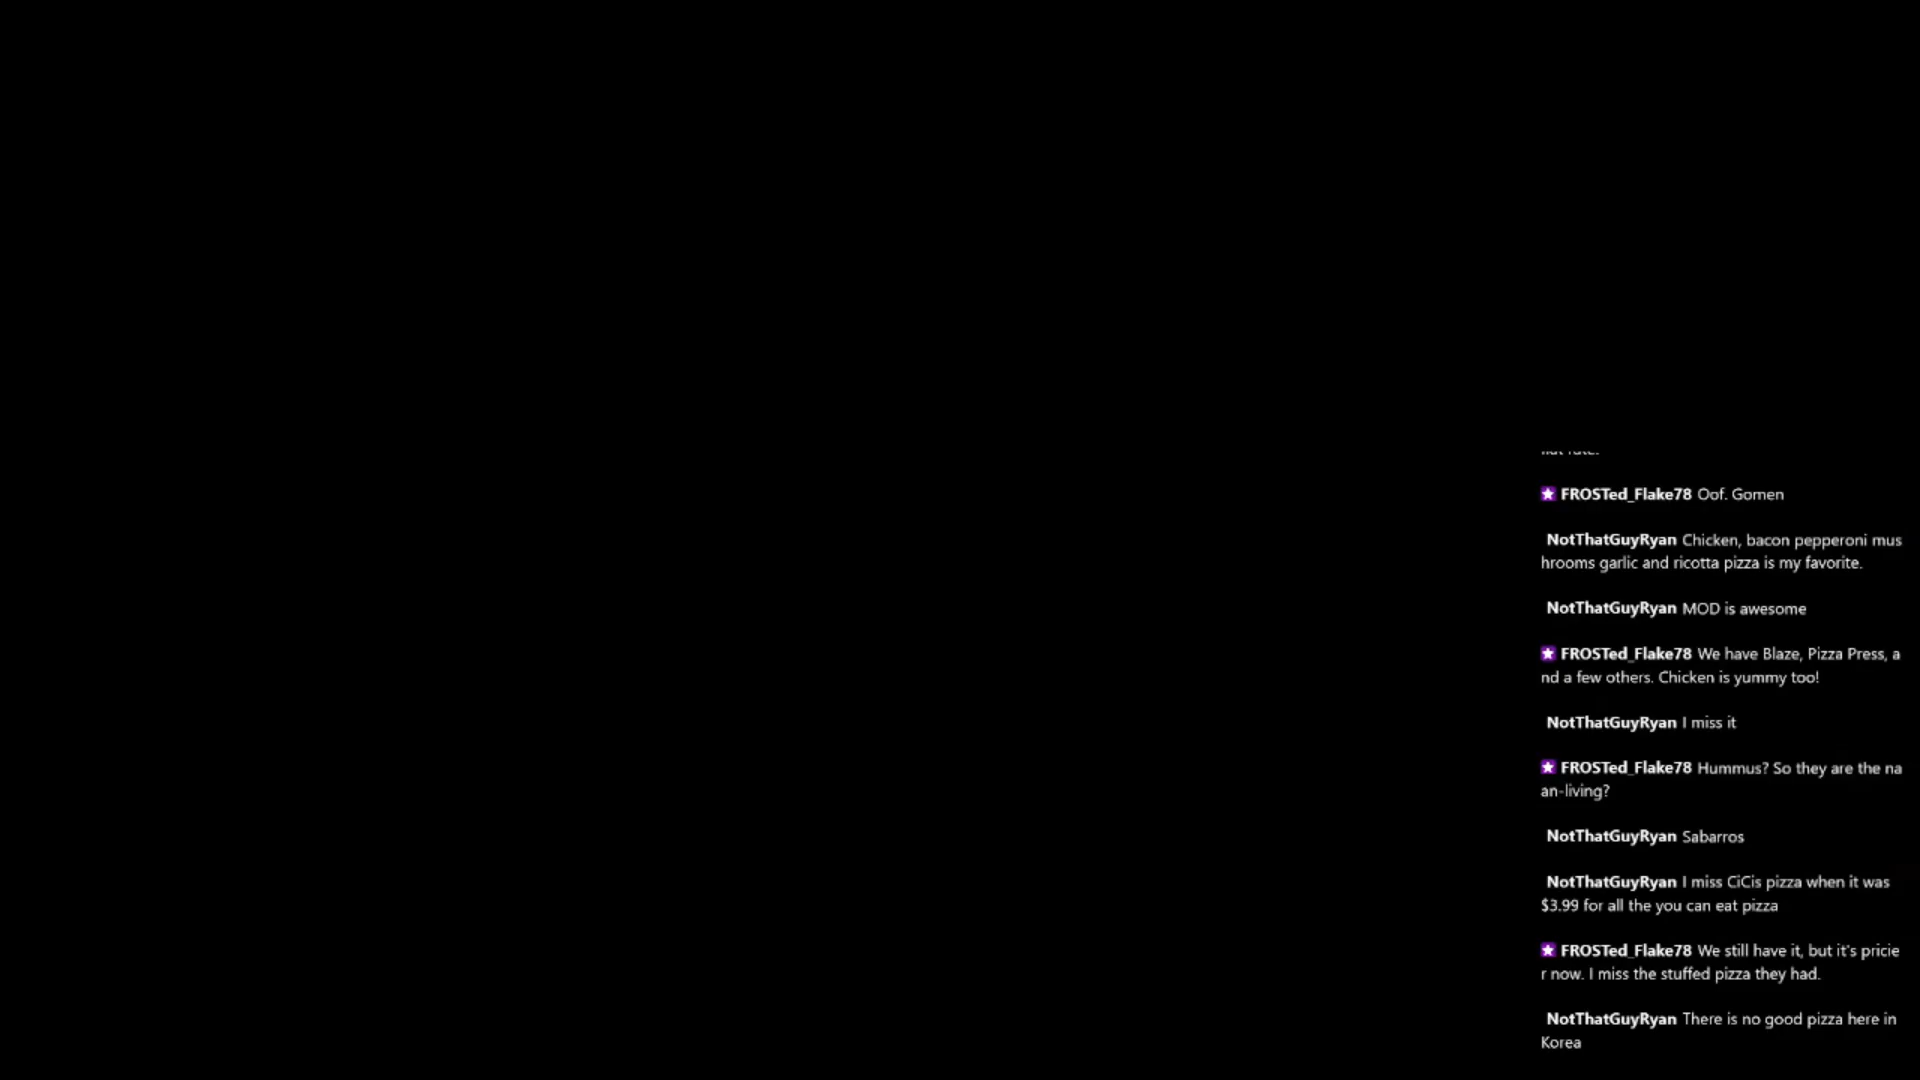 FROSTed_Flake78 Oof. Gomen
NotThatGuyRyan Chicken, bacon pepperoni mus
hrooms garlic and ricotta pizza is my favorite.
NotThatGuyRyan MOD is awesome
FROSTed_Flake78 We have Blaze, Pizza Press, a
nd a few others. Chicken is yummy too!
NotThatGuyRyan I miss it
FROSTed_Flake78 Hummus? So they are the na
an-living?
NotThatGuyRyan Sabarros
NotThatGuyRyan I miss CiCis pizza when it was
$3.99 for all the you can eat pizza
FROSTed_Flake78 We still have it, but it's pricie
r now. I miss the stuffed pizza they had.
NotThatGuyRyan There is no good pizza here in
Korea